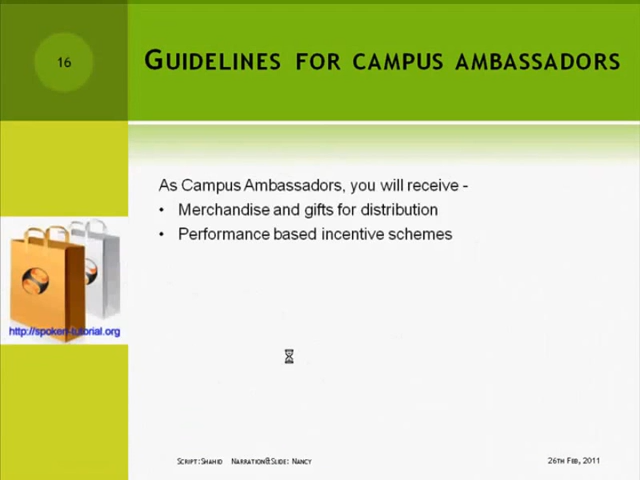 16
GUIDELINES FOR CAMPUS AMBASSADORS
As Campus Ambassadors, you will receive -
• Merchandise and gifts for distribution
• Performance based incentive schemes
http://spoken-tutorial.org
SCRIPT: SHAHID NARRATION&SLIDE: NANCY
26TH FEB, 2011